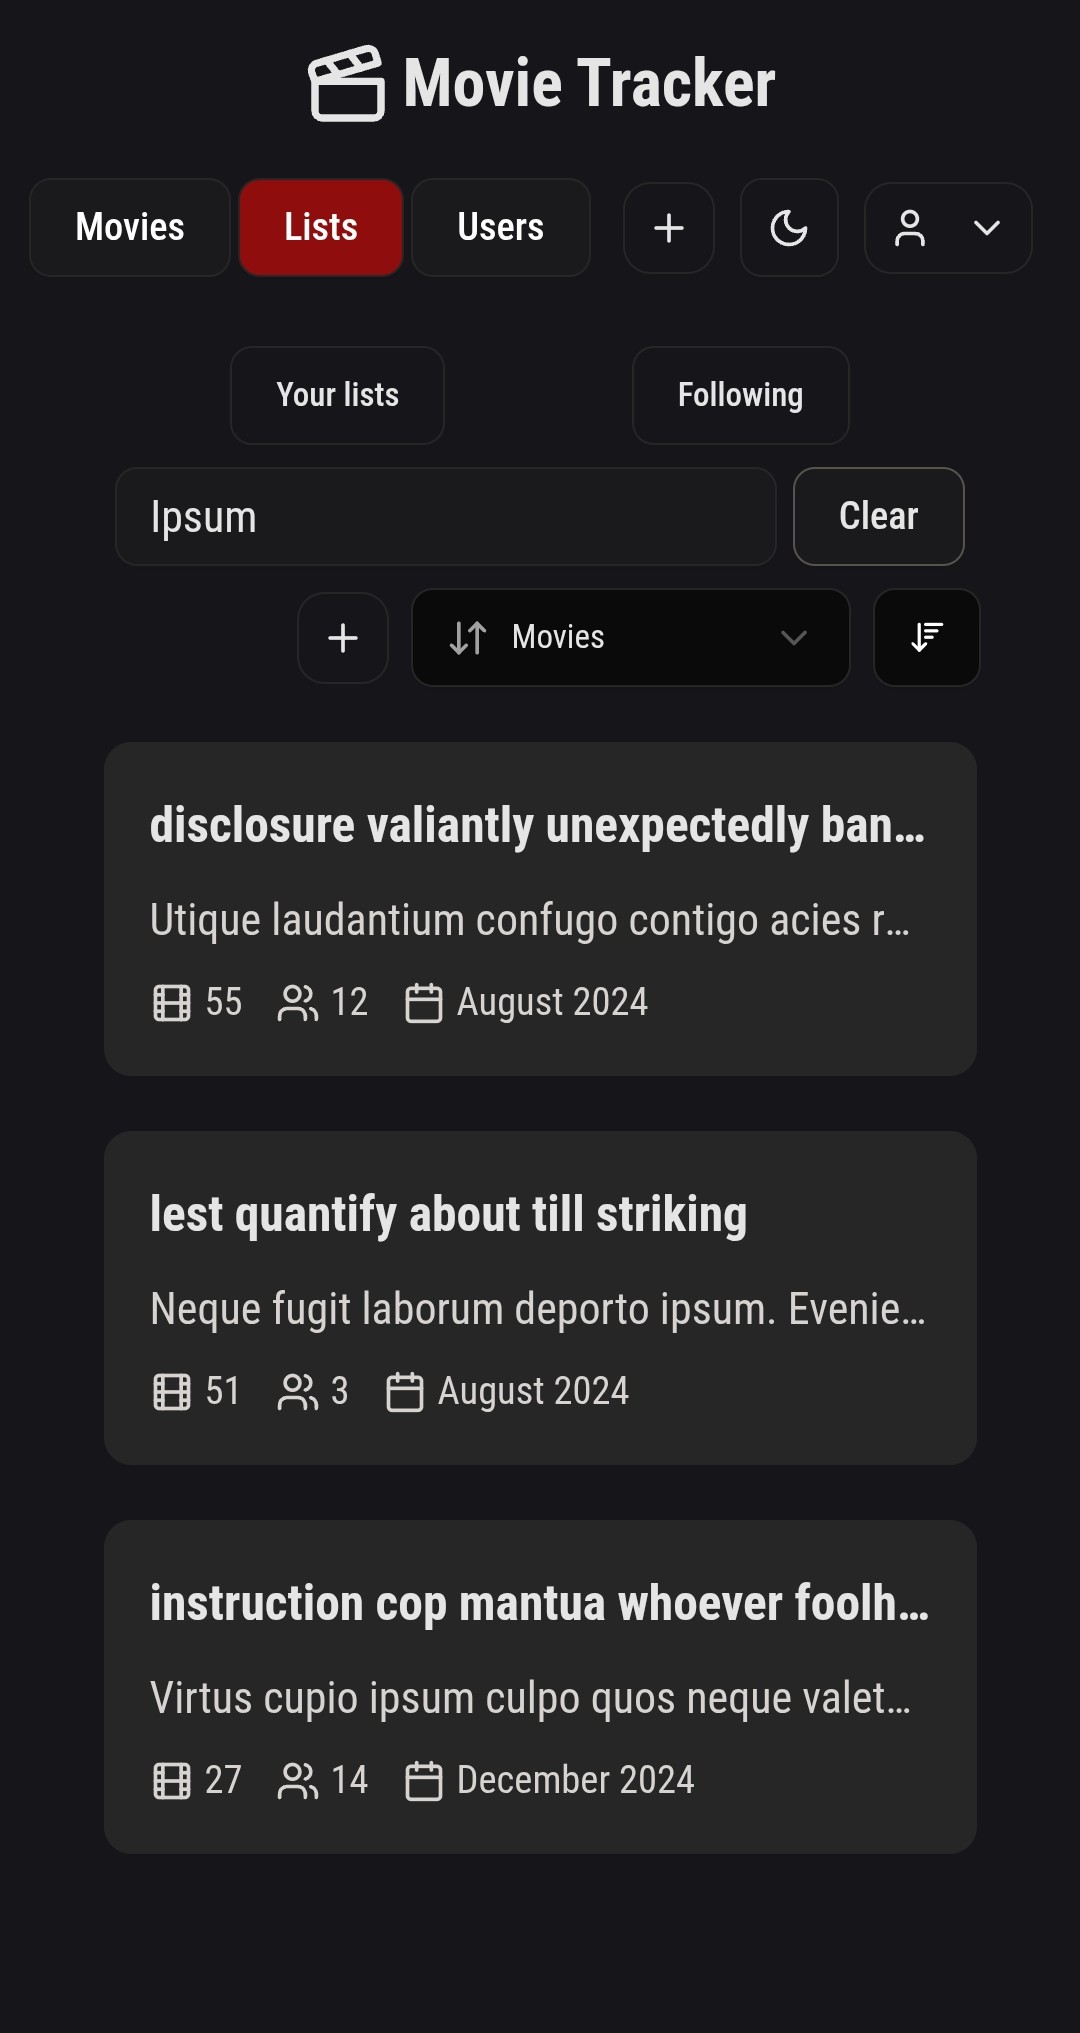 Movie Tracker
Movies Lists Users
Your lists Following
Ipsum Clear
Movies
disclosure valiantly unexpectedly ban…
Utique laudantium confugo contigo acies r…
55 12 August 2024
lest quantify about till striking
Neque fugit laborum deporto ipsum. Evenie…
51 3 August 2024
instruction cop mantua whoever foolh…
Virtus cupio ipsum culpo quos neque valet…
27 14 December 2024